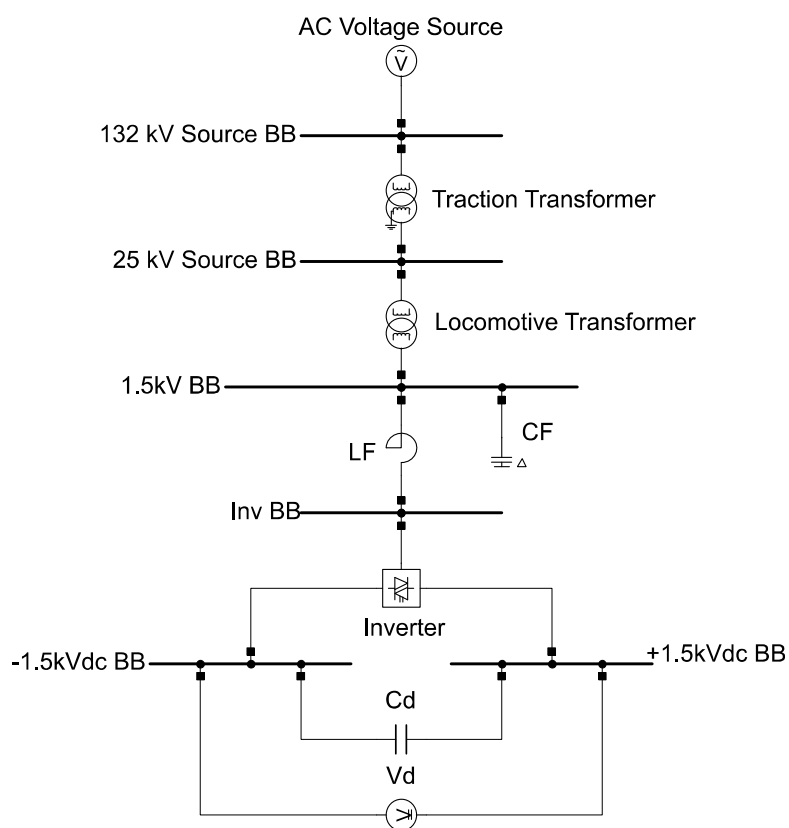 AC Voltage Source
V
132 kV Source BB
Traction Transformer
25 kV Source BB
Locomotive Transformer
1.5kV BB
CF
LF
Inv BB
Inverter
-1.5kVdc BB
+1.5kVdc BB
Cd
Vd
V